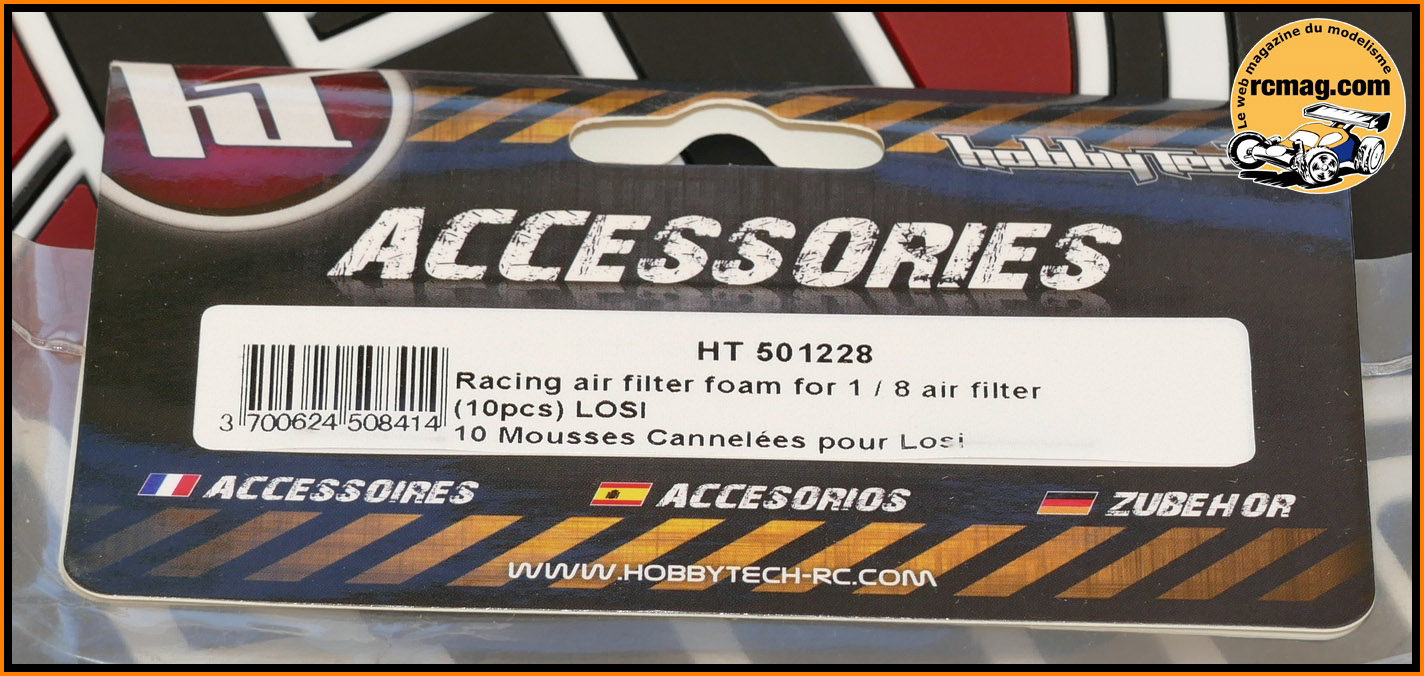 Le web magazine du modelisme
rcmag.com
HT
hobbytech
ACCESSORIES
HT 501228
Racing air filter foam for 1 / 8 air filter
(10pcs) LOSI
3 700624 508414
10 Mousses Cannelées pour Losi
ACCESSOIRES
ACCESORIOS
ZUBEHOR
WWW.HOBBYTECH-RC.COM